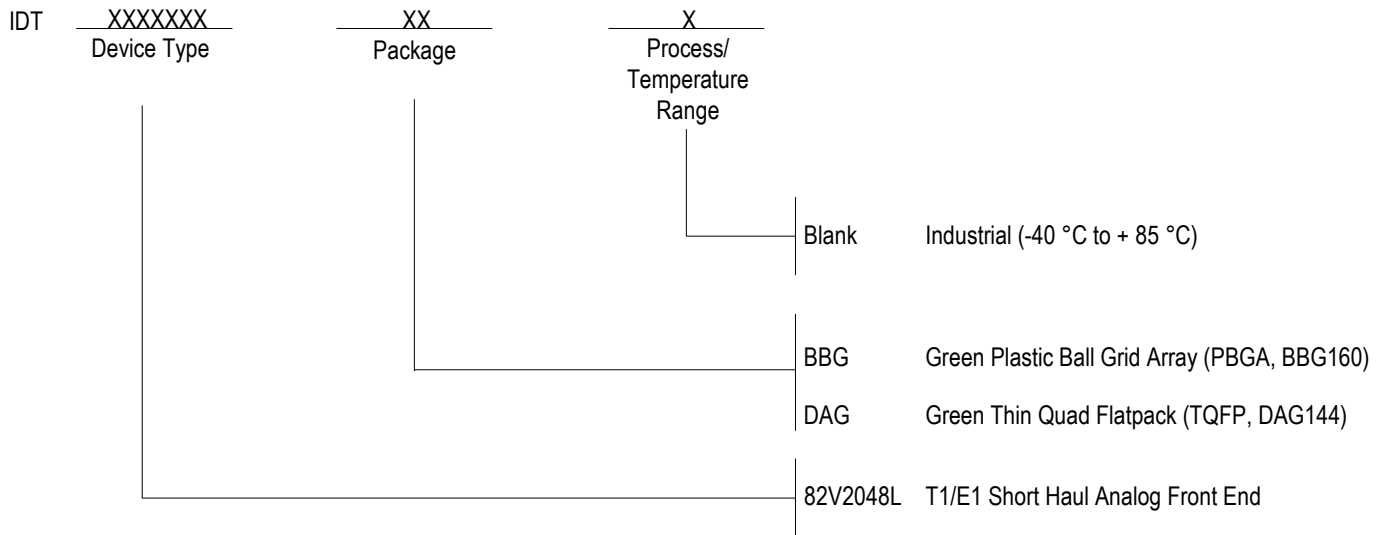 IDT XXXXXXX XX X
Device Type Package Process/
Temperature
Range
Blank Industrial (-40 °C to + 85 °C)
BBG Green Plastic Ball Grid Array (PBGA, BBG160)
DAG Green Thin Quad Flatpack (TQFP, DAG144)
82V2048L T1/E1 Short Haul Analog Front End